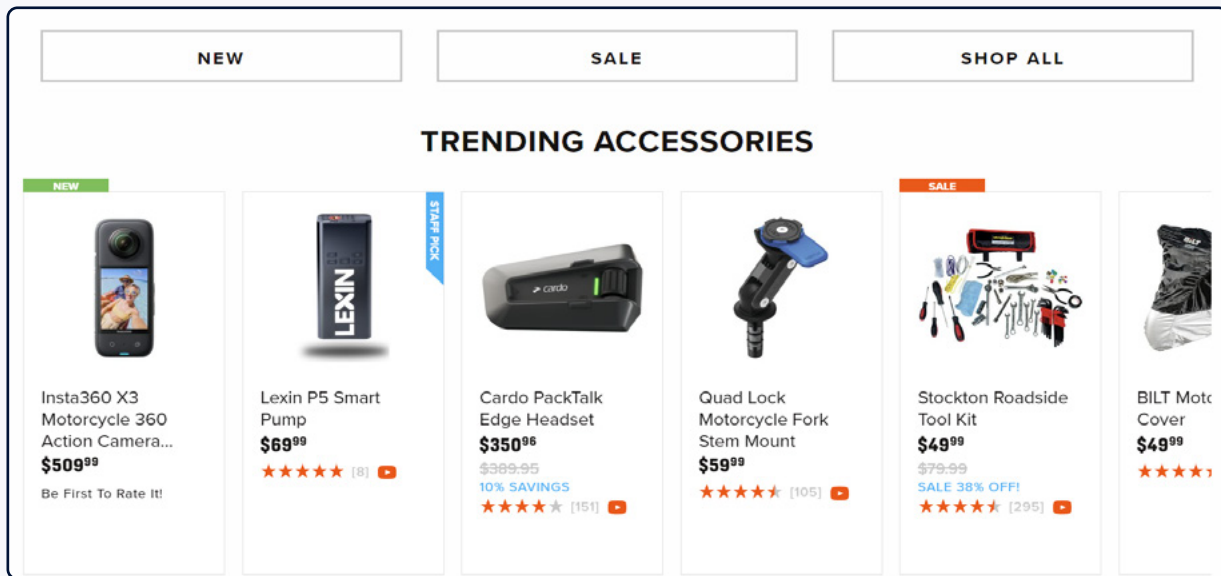 NEW
SALE
SHOP ALL
TRENDING ACCESSORIES
NEW
Insta360 X3
Motorcycle 360
Action Camera...
$509⁹⁹
Be First To Rate It!
STAFF PICK
LEXIN
Lexin P5 Smart
Pump
$69⁹⁹
[8]
cardo
Cardo PackTalk
Edge Headset
$350⁹⁶
$389.95
10% SAVINGS
[151]
Quad Lock
Motorcycle Fork
Stem Mount
$59⁹⁹
[105]
SALE
Stockton Roadside
Tool Kit
$49⁹⁹
$79.99
SALE 38% OFF!
[295]
BILT
BILT Moto
Cover
$49⁹⁹